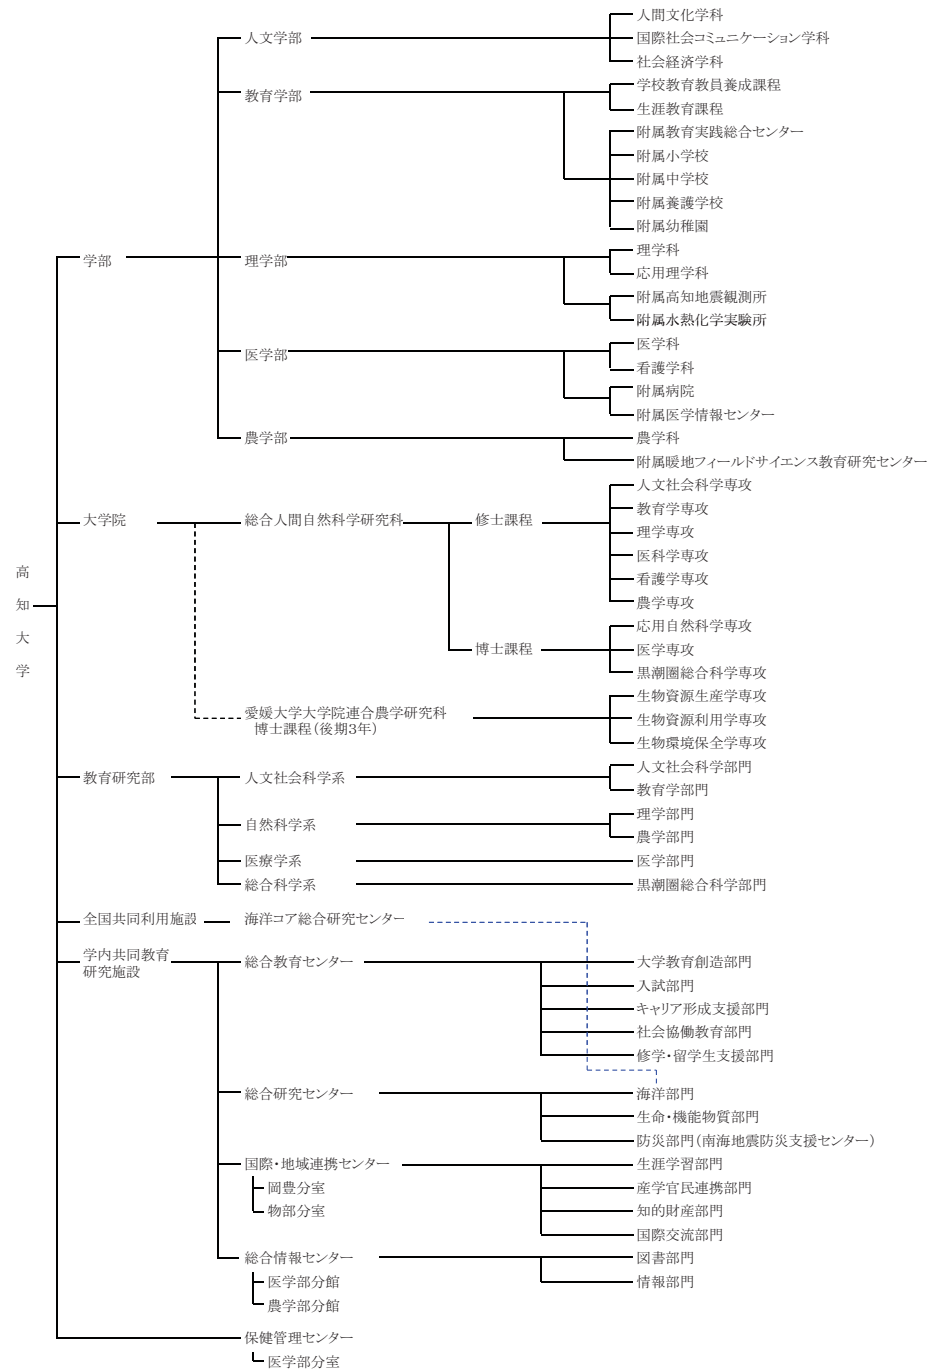 高知大学
学部
人文学部
人間文化学科
国際社会コミュニケーション学科
社会経済学科
教育学部
学校教育教員養成課程
生涯教育課程
附属教育実践総合センター
附属小学校
附属中学校
附属養護学校
附属幼稚園
理学部
理学科
応用理学科
附属高知地震観測所
附属水熱化学実験所
医学部
医学科
看護学科
附属病院
附属医学情報センター
農学部
農学科
附属暖地フィールドサイエンス教育研究センター
大学院
総合人間自然科学研究科
修士課程
人文社会科学専攻
教育学専攻
理学専攻
医科学専攻
看護学専攻
農学専攻
博士課程
応用自然科学専攻
医学専攻
黒潮圏総合科学専攻
愛媛大学大学院連合農学研究科
博士課程(後期3年)
生物資源生産学専攻
生物資源利用学専攻
生物環境保全学専攻
教育研究部
人文社会科学系
人文社会科学部門
教育学部門
自然科学系
理学部門
農学部門
医療学系
医学部門
総合科学系
黒潮圏総合科学部門
全国共同利用施設
海洋コア総合研究センター
学内共同教育
研究施設
総合教育センター
大学教育創造部門
入試部門
キャリア形成支援部門
社会協働教育部門
修学・留学生支援部門
総合研究センター
海洋部門
生命・機能物質部門
防災部門(南海地震防災支援センター)
国際・地域連携センター
岡豊分室
物部分室
生涯学習部門
産学官民連携部門
知的財産部門
国際交流部門
総合情報センター
医学部分館
農学部分館
図書部門
情報部門
保健管理センター
医学部分室